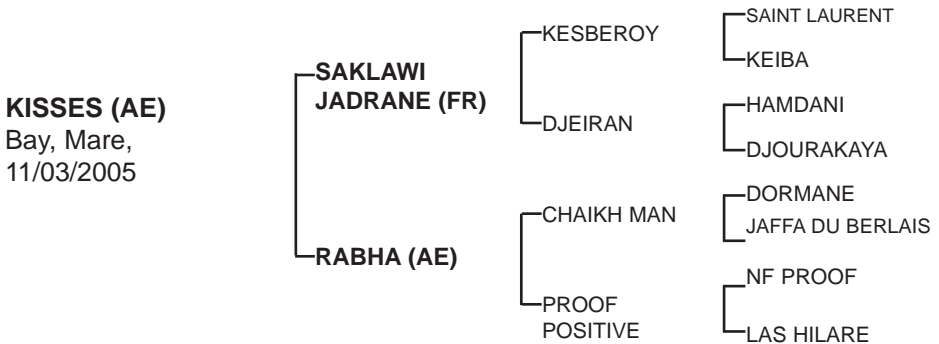 KISSES (AE)
Bay, Mare,
11/03/2005
SAKLAWI
JADRANE (FR)
RABHA (AE)
KESBEROY
DJEIRAN
CHAIKH MAN
PROOF
POSITIVE
SAINT LAURENT
KEIBA
HAMDANI
DJOURAKAYA
DORMANE
JAFFA DU BERLAIS
NF PROOF
LAS HILARE